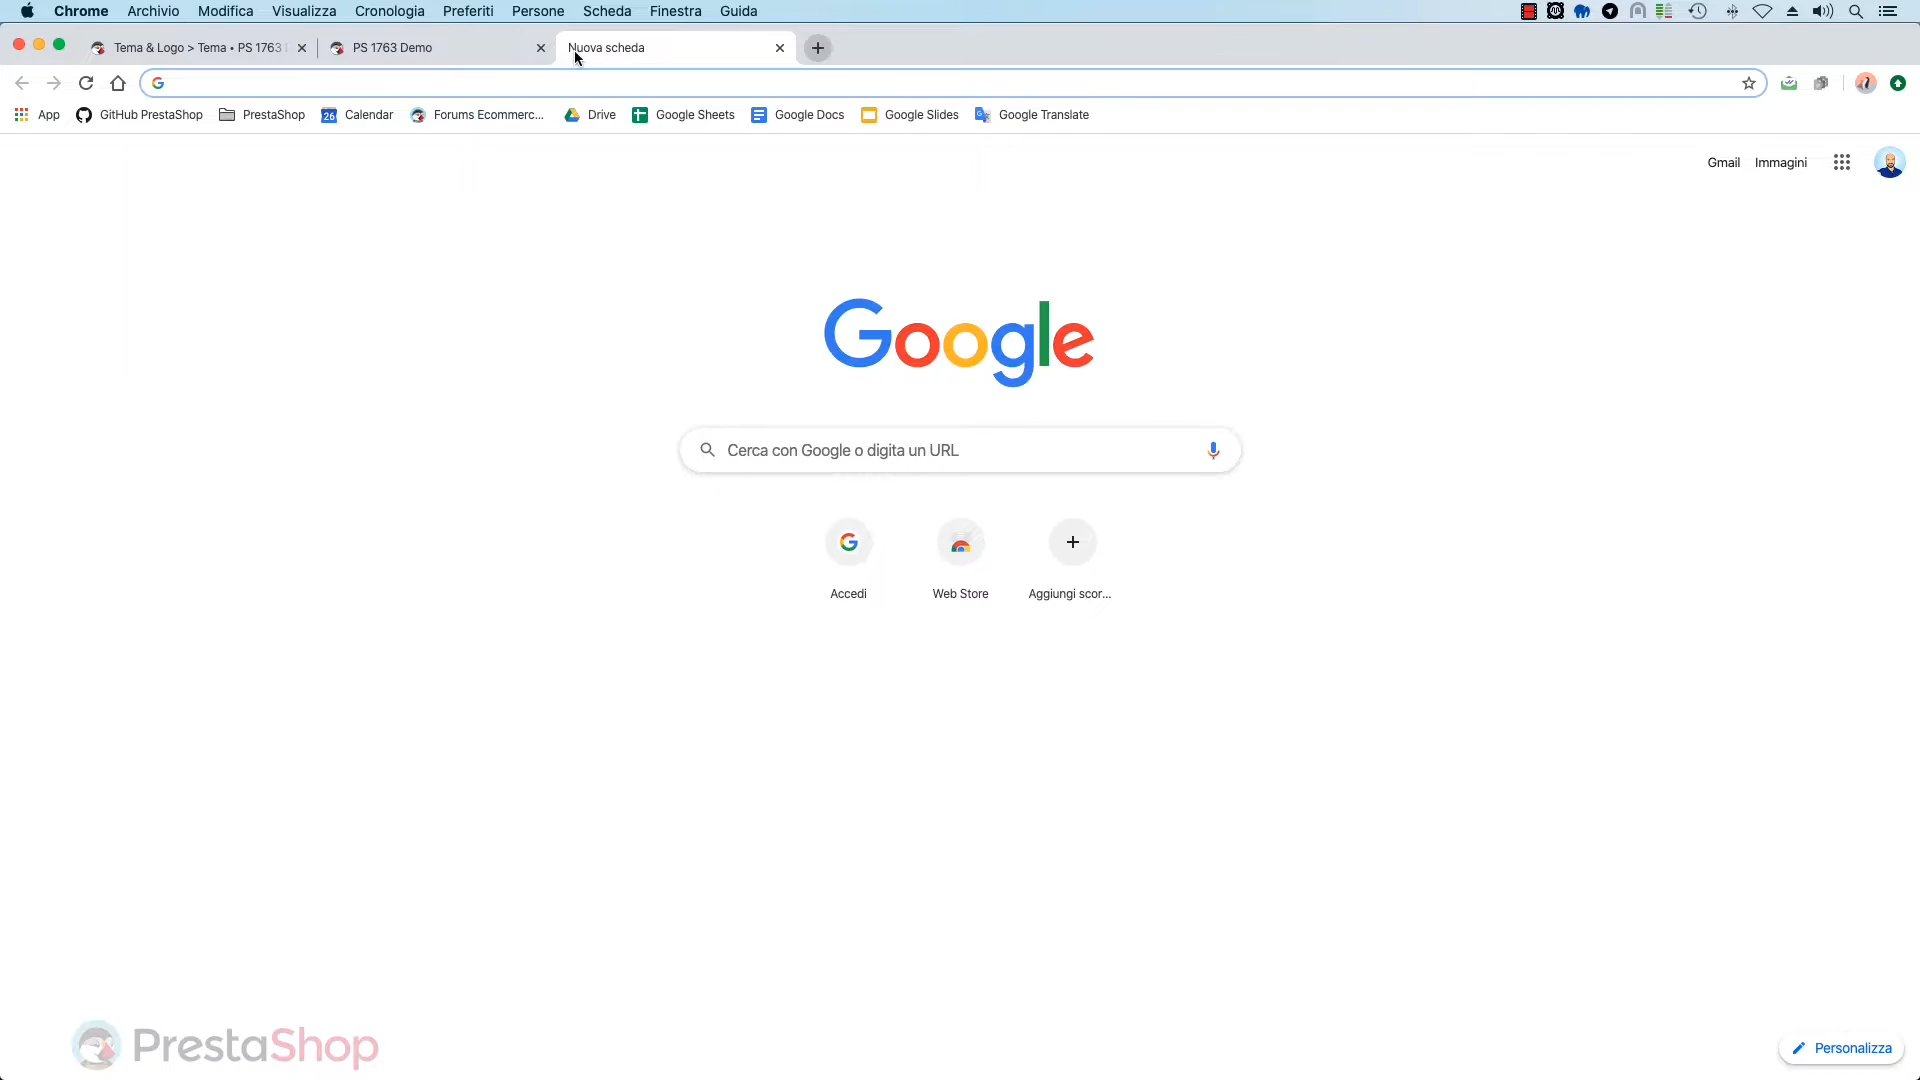 Chrome Archivio Modifica Visualizza Cronologia Preferiti Persone Scheda Finestra Guida
Tema & Logo > Tema • PS 1763 PS 1763 Demo Nuova scheda
App GitHub PrestaShop PrestaShop 26 Calendar Forums Ecommerc... Drive Google Sheets Google Docs Google Slides Google Translate
Gmail Immagini
Google
Cerca con Google o digita un URL
Accedi Web Store Aggiungi scor...
PrestaShop
Personalizza